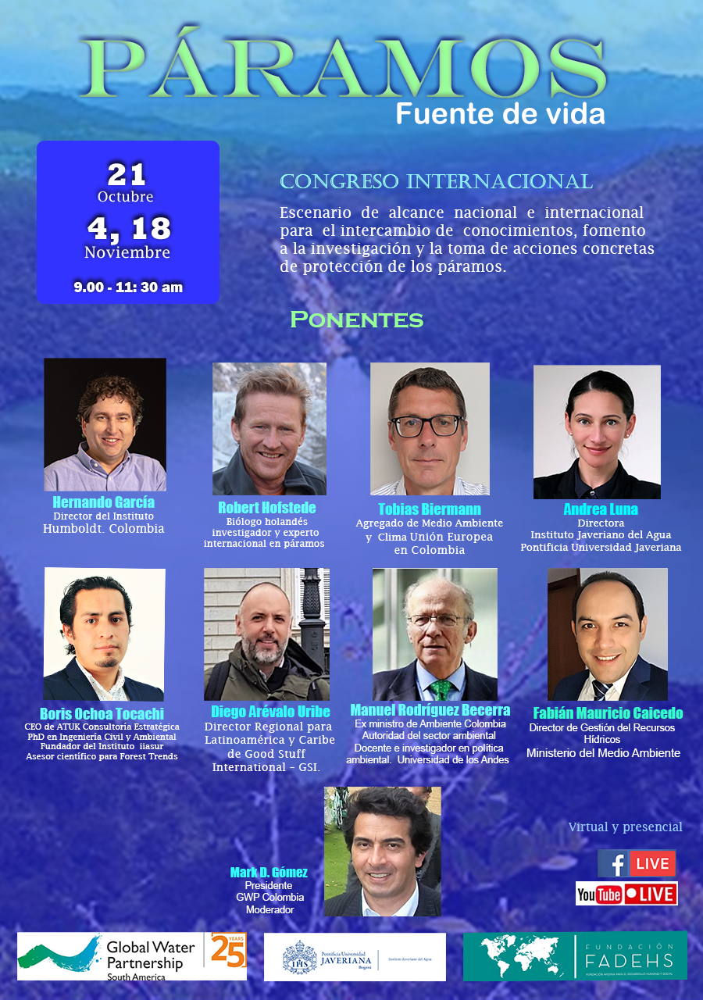 PÁRAMOS
Fuente de vida
21
Octubre
4, 18
Noviembre
9.00 - 11: 30 am
CONGRESO INTERNACIONAL
Escenario de alcance nacional e internacional
para el intercambio de conocimientos, fomento
a la investigación y la toma de acciones concretas
de protección de los páramos.
PONENTES
Hernando García
Director del Instituto
Humboldt. Colombia
Robert Hofstede
Biólogo holandés
investigador y experto
internacional en páramos
Tobias Biermann
Agregado de Medio Ambiente
y Clima Unión Europea
en Colombia
Andrea Luna
Directora
Instituto Javeriano del Agua
Pontificia Universidad Javeriana
Boris Ochoa Tocachi
CEO de ATUK Consultoría Estratégica
PhD en Ingeniería Civil y Ambiental
Fundador del Instituto iiasur
Asesor científico para Forest Trends
Diego Arévalo Uribe
Director Regional para
Latinoamérica y Caribe
de Good Stuff
International – GSI.
Manuel Rodríguez Becerra
Ex ministro de Ambiente Colombia
Autoridad del sector ambiental
Docente e investigador en política
ambiental. Universidad de los Andes
Fabián Mauricio Caicedo
Director de Gestión del Recursos
Hídricos
Ministerio del Medio Ambiente
Mark D. Gómez
Presidente
GWP Colombia
Moderador
Virtual y presencial
f LIVE
YouTube LIVE
Global Water
Partnership
South America
25 YEARS
IHS
Pontificia Universidad
JAVERIANA
Bogotá
Instituto Javeriano del Agua
FUNDACIÓN
FADEHS